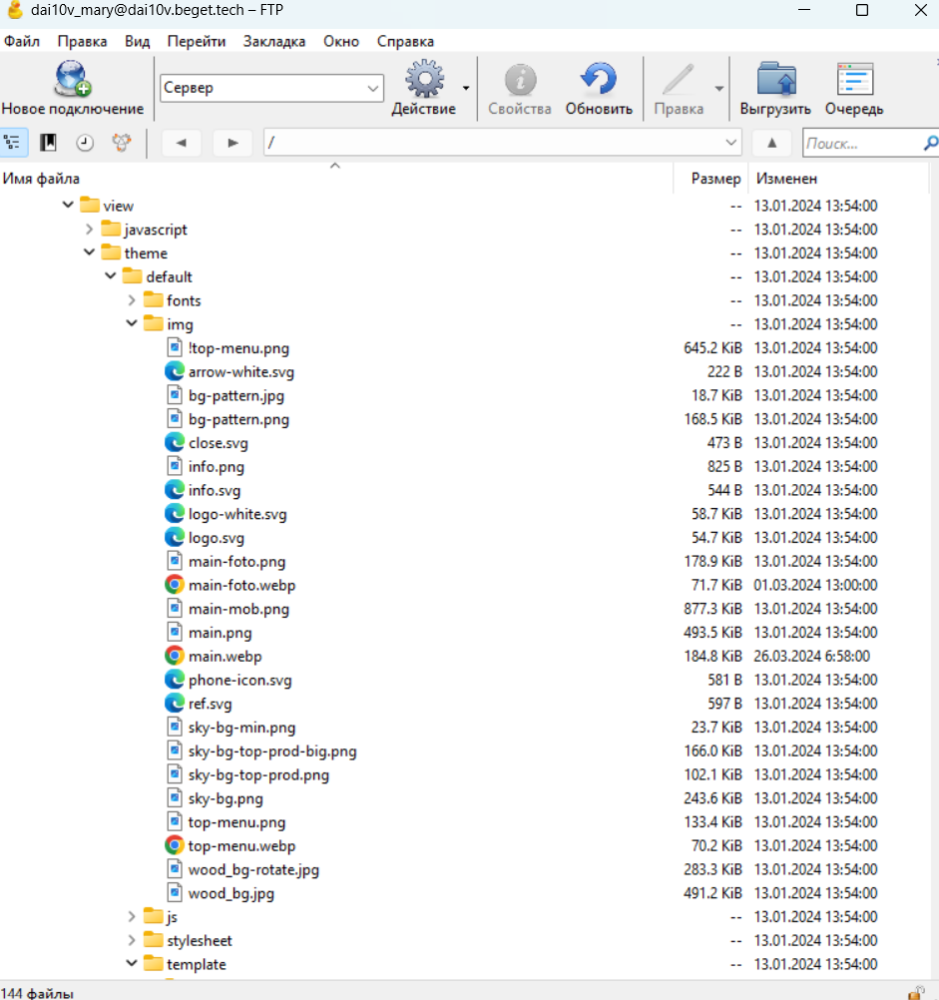 dai10v_mary@dai10v.beget.tech – FTP
Файл Правка Вид Перейти Закладка Окно Справка
Новое подключение Сервер Действие Свойства Обновить Правка Выгрузить Очередь
/ Поиск...
Имя файла Размер Изменен
view -- 13.01.2024 13:54:00
javascript -- 13.01.2024 13:54:00
theme -- 13.01.2024 13:54:00
default -- 13.01.2024 13:54:00
fonts -- 13.01.2024 13:54:00
img -- 13.01.2024 13:54:00
!top-menu.png 645.2 KiB 13.01.2024 13:54:00
arrow-white.svg 222 B 13.01.2024 13:54:00
bg-pattern.jpg 18.7 KiB 13.01.2024 13:54:00
bg-pattern.png 168.5 KiB 13.01.2024 13:54:00
close.svg 473 B 13.01.2024 13:54:00
info.png 825 B 13.01.2024 13:54:00
info.svg 544 B 13.01.2024 13:54:00
logo-white.svg 58.7 KiB 13.01.2024 13:54:00
logo.svg 54.7 KiB 13.01.2024 13:54:00
main-foto.png 178.9 KiB 13.01.2024 13:54:00
main-foto.webp 71.7 KiB 01.03.2024 13:00:00
main-mob.png 877.3 KiB 13.01.2024 13:54:00
main.png 493.5 KiB 13.01.2024 13:54:00
main.webp 184.8 KiB 26.03.2024 6:58:00
phone-icon.svg 581 B 13.01.2024 13:54:00
ref.svg 597 B 13.01.2024 13:54:00
sky-bg-min.png 23.7 KiB 13.01.2024 13:54:00
sky-bg-top-prod-big.png 166.0 KiB 13.01.2024 13:54:00
sky-bg-top-prod.png 102.1 KiB 13.01.2024 13:54:00
sky-bg.png 243.6 KiB 13.01.2024 13:54:00
top-menu.png 133.4 KiB 13.01.2024 13:54:00
top-menu.webp 70.2 KiB 13.01.2024 13:54:00
wood_bg-rotate.jpg 283.3 KiB 13.01.2024 13:54:00
wood_bg.jpg 491.2 KiB 13.01.2024 13:54:00
js -- 13.01.2024 13:54:00
stylesheet -- 13.01.2024 13:54:00
template -- 13.01.2024 13:54:00
144 файлы